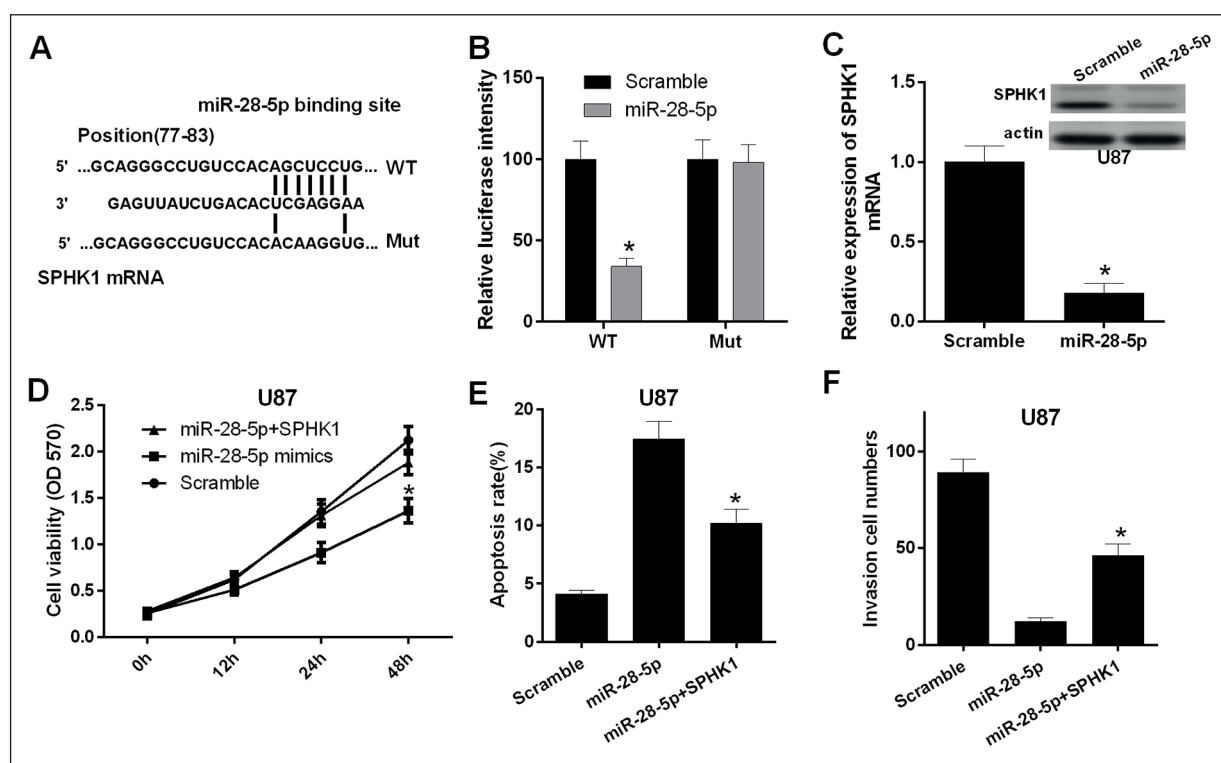 A
miR-28-5p binding site
Position(77-83)
5' ...GCAGGGCCUGUCCACAGCUCCUG... WT
3' GAGUUAUCUGACACUCGAGGAA
5' ...GCAGGGCCUGUCCACACAAGGUG... Mut
SPHK1 mRNA
B
Relative luciferase intensity
150
100
50
0
Scramble
miR-28-5p
*
WT
Mut
C
Relative expression of SPHK1
mRNA
1.5
1.0
0.5
0.0
Scramble
miR-28-5p
SPHK1
actin
U87
*
Scramble
miR-28-5p
D
U87
Cell viability (OD 570)
2.5
2.0
1.5
1.0
0.5
0.0
miR-28-5p+SPHK1
miR-28-5p mimics
Scramble
*
0h
12h
24h
48h
E
U87
Apoptosis rate(%)
20
15
10
5
0
*
Scramble
miR-28-5p
miR-28-5p+SPHK1
F
U87
Invasion cell numbers
100
50
0
*
Scramble
miR-28-5p
miR-28-5p+SPHK1